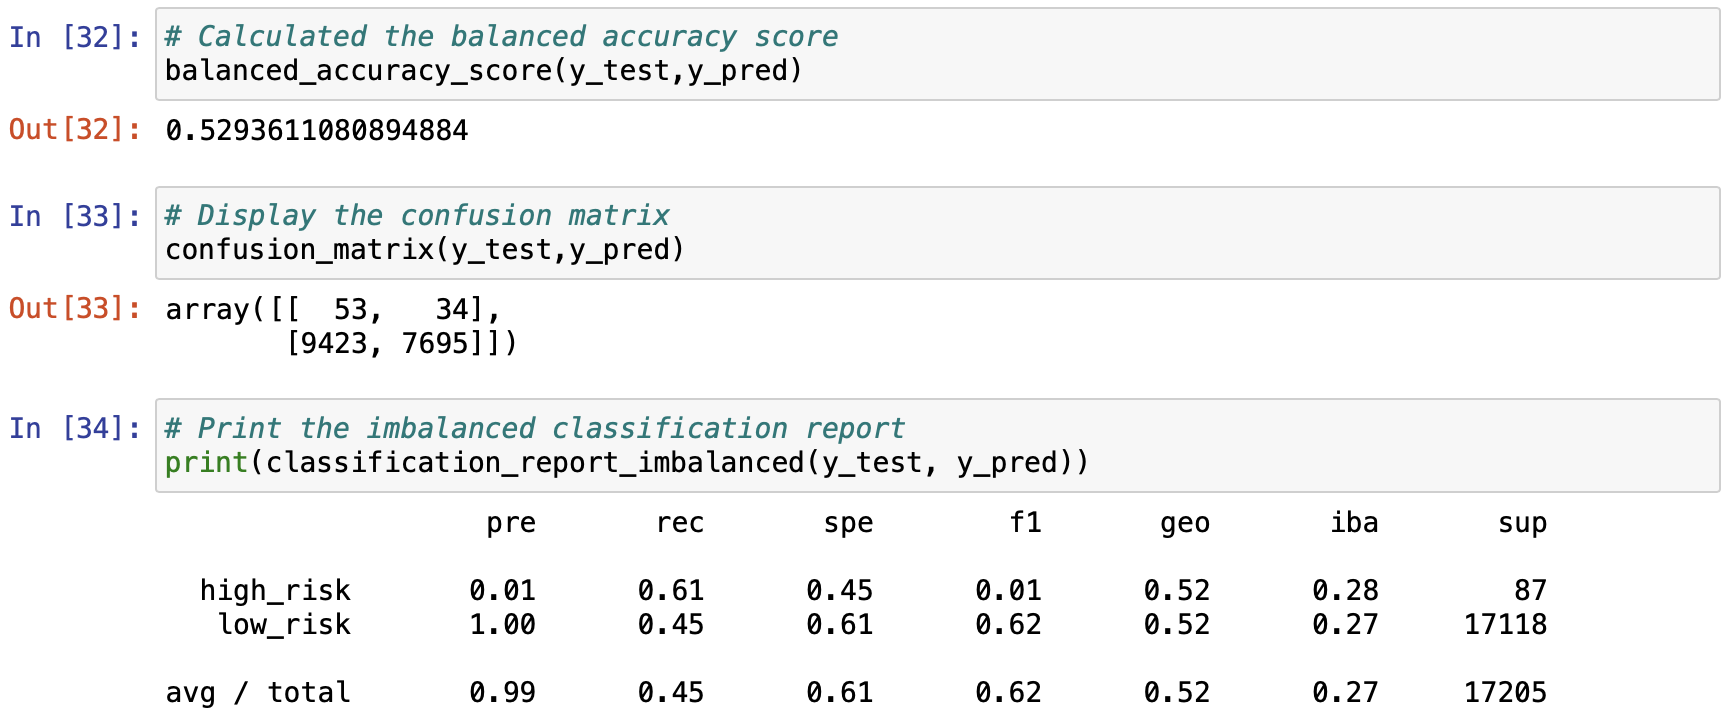 In [32]: # Calculated the balanced accuracy score
balanced_accuracy_score(y_test,y_pred)
Out[32]: 0.5293611080894884
In [33]: # Display the confusion matrix
confusion_matrix(y_test,y_pred)
Out[33]: array([[  53,   34],
       [9423, 7695]])
In [34]: # Print the imbalanced classification report
print(classification_report_imbalanced(y_test, y_pred))
pre rec spe f1 geo iba sup
high_risk 0.01 0.61 0.45 0.01 0.52 0.28 87
low_risk 1.00 0.45 0.61 0.62 0.52 0.27 17118
avg / total 0.99 0.45 0.61 0.62 0.52 0.27 17205